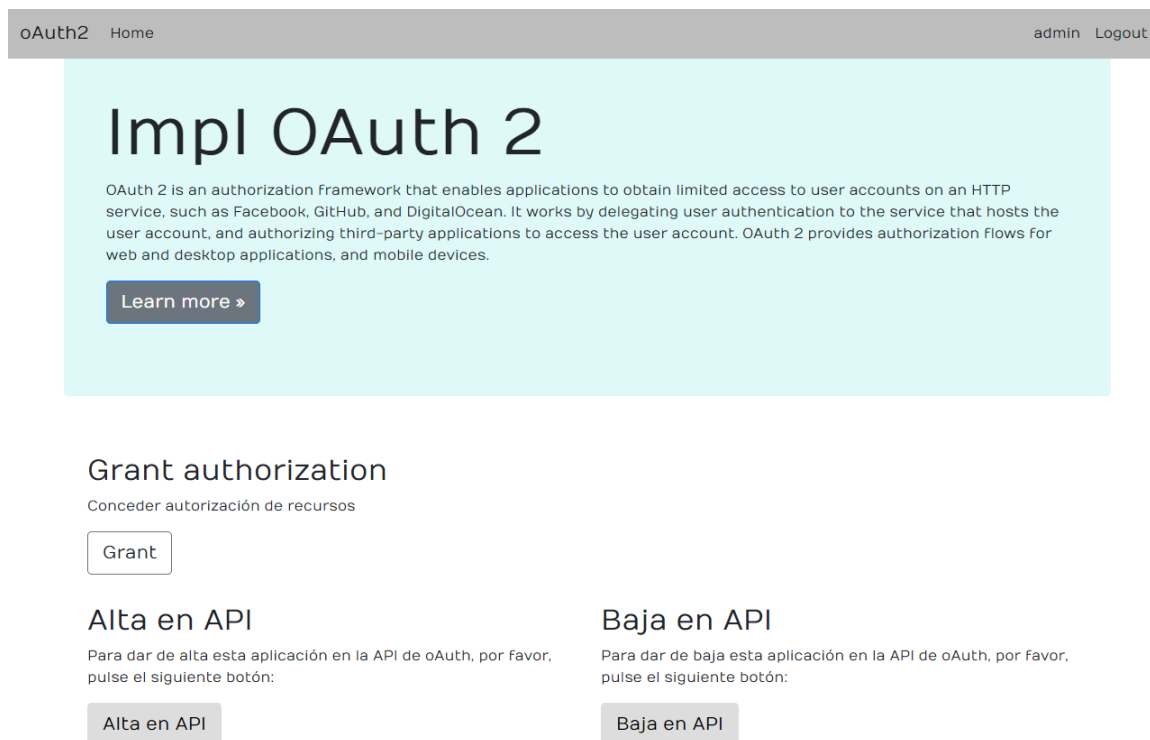 oAuth2 Home admin Logout
Impl OAuth 2
OAuth 2 is an authorization framework that enables applications to obtain limited access to user accounts on an HTTP
service, such as Facebook, GitHub, and DigitalOcean. It works by delegating user authentication to the service that hosts the
user account, and authorizing third-party applications to access the user account. OAuth 2 provides authorization flows for
web and desktop applications, and mobile devices.
Learn more »
Grant authorization
Conceder autorización de recursos
Grant
Alta en API
Para dar de alta esta aplicación en la API de oAuth, por favor,
pulse el siguiente botón:
Alta en API
Baja en API
Para dar de baja esta aplicación en la API de oAuth, por favor,
pulse el siguiente botón:
Baja en API